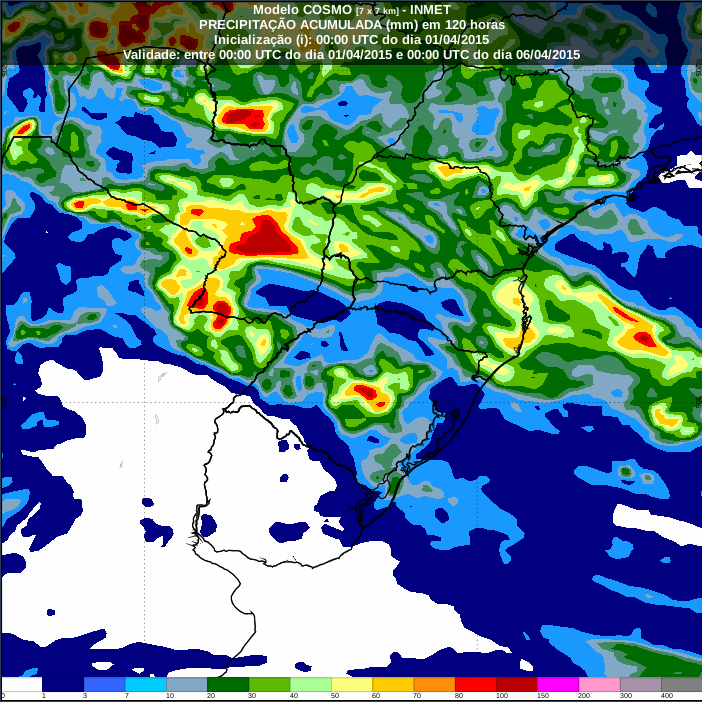 Modelo COSMO [7 x 7 km] - INMET
PRECIPITAÇÃO ACUMULADA (mm) em 120 horas
Inicialização (i): 00:00 UTC do dia 01/04/2015
Validade: entre 00:00 UTC do dia 01/04/2015 e 00:00 UTC do dia 06/04/2015
0 1 3 7 10 20 30 40 50 60 70 80 100 140 200 300 400